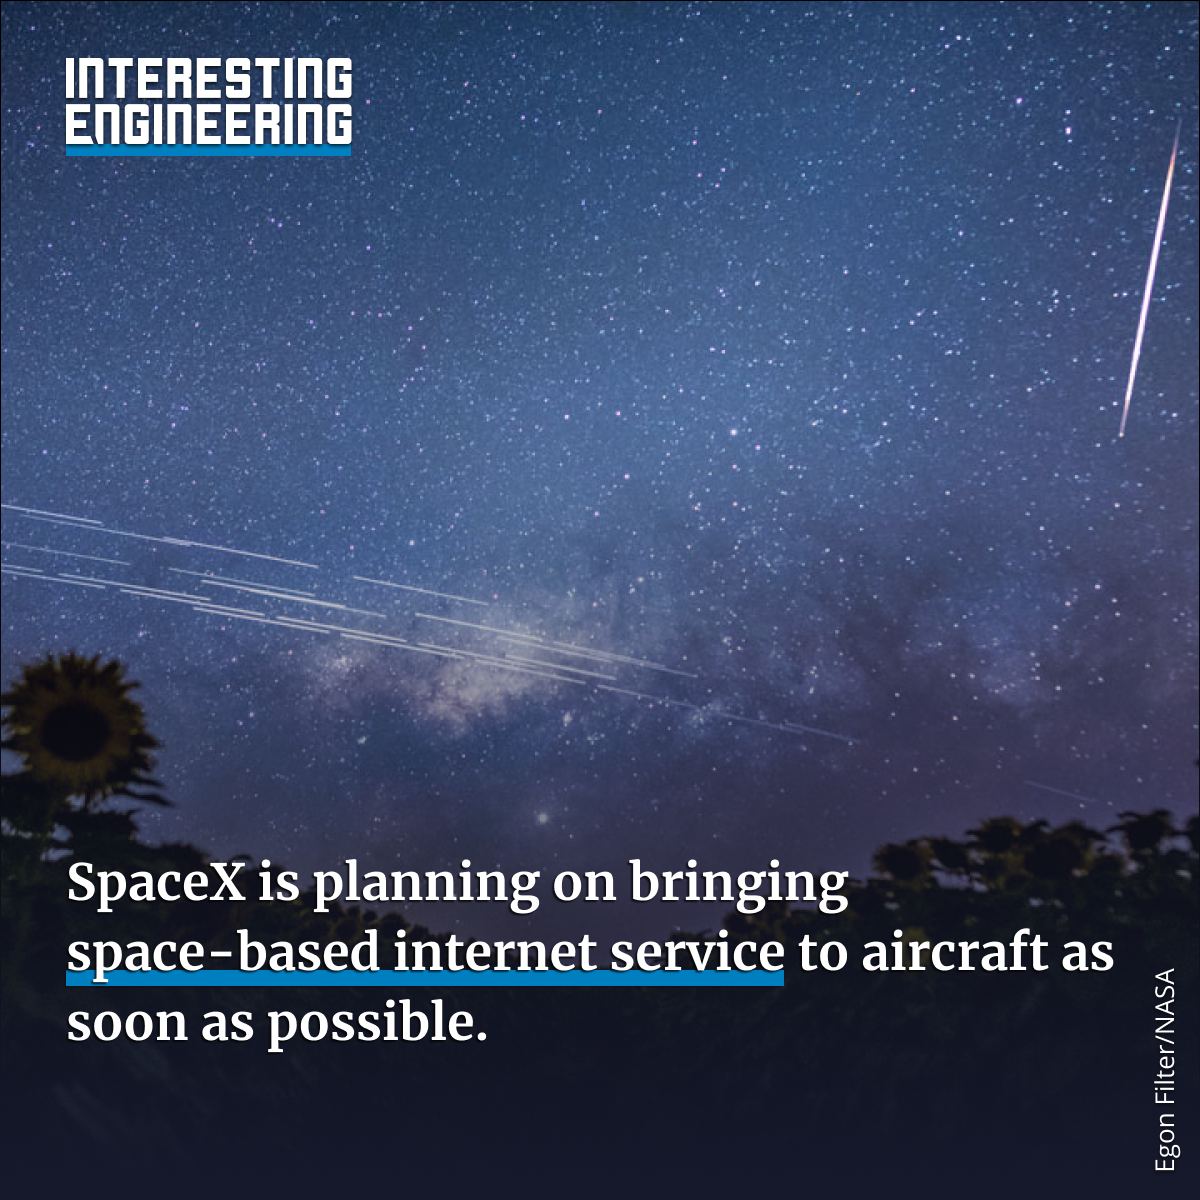 INTERESTING
ENGINEERING
SpaceX is planning on bringing
space-based internet service to aircraft as
soon as possible.
Egon Filter/NASA